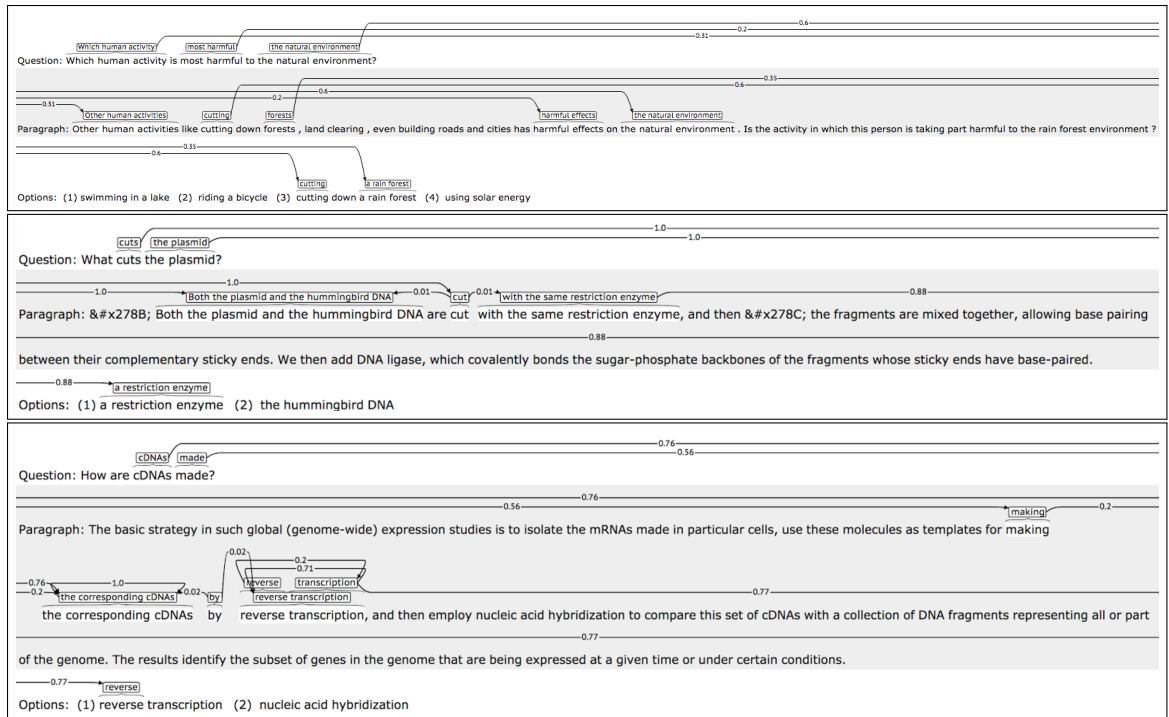 0.6
0.2
0.31
Which human activity most harmful the natural environment
Question: Which human activity is most harmful to the natural environment?
0.35
0.6
0.6
0.2
0.31
Other human activities cutting forests harmful effects the natural environment
Paragraph: Other human activities like cutting down forests , land clearing , even building roads and cities has harmful effects on the natural environment . Is the activity in which this person is taking part harmful to the rain forest environment ?
0.35
0.6
cutting a rain forest
Options: (1) swimming in a lake (2) riding a bicycle (3) cutting down a rain forest (4) using solar energy
1.0
1.0
cuts the plasmid
Question: What cuts the plasmid?
1.0
1.0 Both the plasmid and the hummingbird DNA 0.01 cut 0.01 with the same restriction enzyme 0.88
Paragraph: &#x278B; Both the plasmid and the hummingbird DNA are cut with the same restriction enzyme, and then &#x278C; the fragments are mixed together, allowing base pairing
0.88
between their complementary sticky ends. We then add DNA ligase, which covalently bonds the sugar-phosphate backbones of the fragments whose sticky ends have base-paired.
0.88 a restriction enzyme
Options: (1) a restriction enzyme (2) the hummingbird DNA
0.76
0.56
cDNAs made
Question: How are cDNAs made?
0.76
0.56 making 0.2
Paragraph: The basic strategy in such global (genome-wide) expression studies is to isolate the mRNAs made in particular cells, use these molecules as templates for making
0.02
0.2
0.71
0.76 1.0 reverse transcription
0.2 the corresponding cDNAs 0.02 by reverse transcription 0.77
the corresponding cDNAs by reverse transcription, and then employ nucleic acid hybridization to compare this set of cDNAs with a collection of DNA fragments representing all or part
0.77
of the genome. The results identify the subset of genes in the genome that are being expressed at a given time or under certain conditions.
0.77 reverse
Options: (1) reverse transcription (2) nucleic acid hybridization